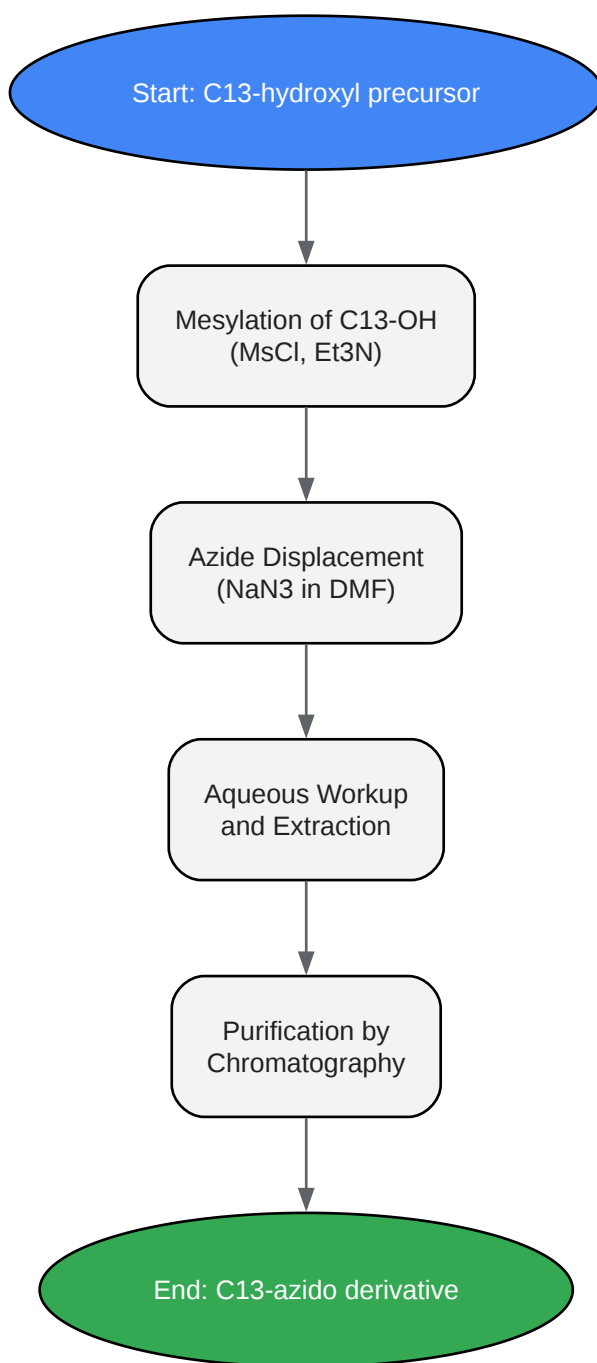 Start: C13-hydroxyl precursor
Mesylation of C13-OH
(MsCl, Et3N)
Azide Displacement
(NaN3 in DMF)
Aqueous Workup
and Extraction
Purification by
Chromatography
End: C13-azido derivative